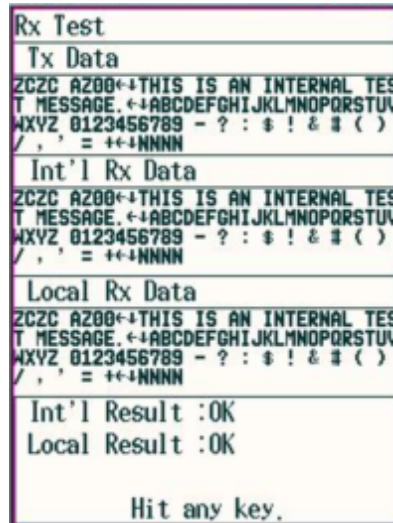 Rx Test
Tx Data
ZCZC AZ00←↓THIS IS AN INTERNAL TES
T MESSAGE.←↓ABCDEFGHIJKLMNOPQRSTUV
WXYZ 0123456789 - ? : $ ! & # ( )
/ , ' = +←↓NNNN
Int'l Rx Data
ZCZC AZ00←↓THIS IS AN INTERNAL TES
T MESSAGE.←↓ABCDEFGHIJKLMNOPQRSTUV
WXYZ 0123456789 - ? : $ ! & # ( )
/ , ' = +←↓NNNN
Local Rx Data
ZCZC AZ00←↓THIS IS AN INTERNAL TES
T MESSAGE.←↓ABCDEFGHIJKLMNOPQRSTUV
WXYZ 0123456789 - ? : $ ! & # ( )
/ , ' = +←↓NNNN
Int'l Result :OK
Local Result :OK
Hit any key.